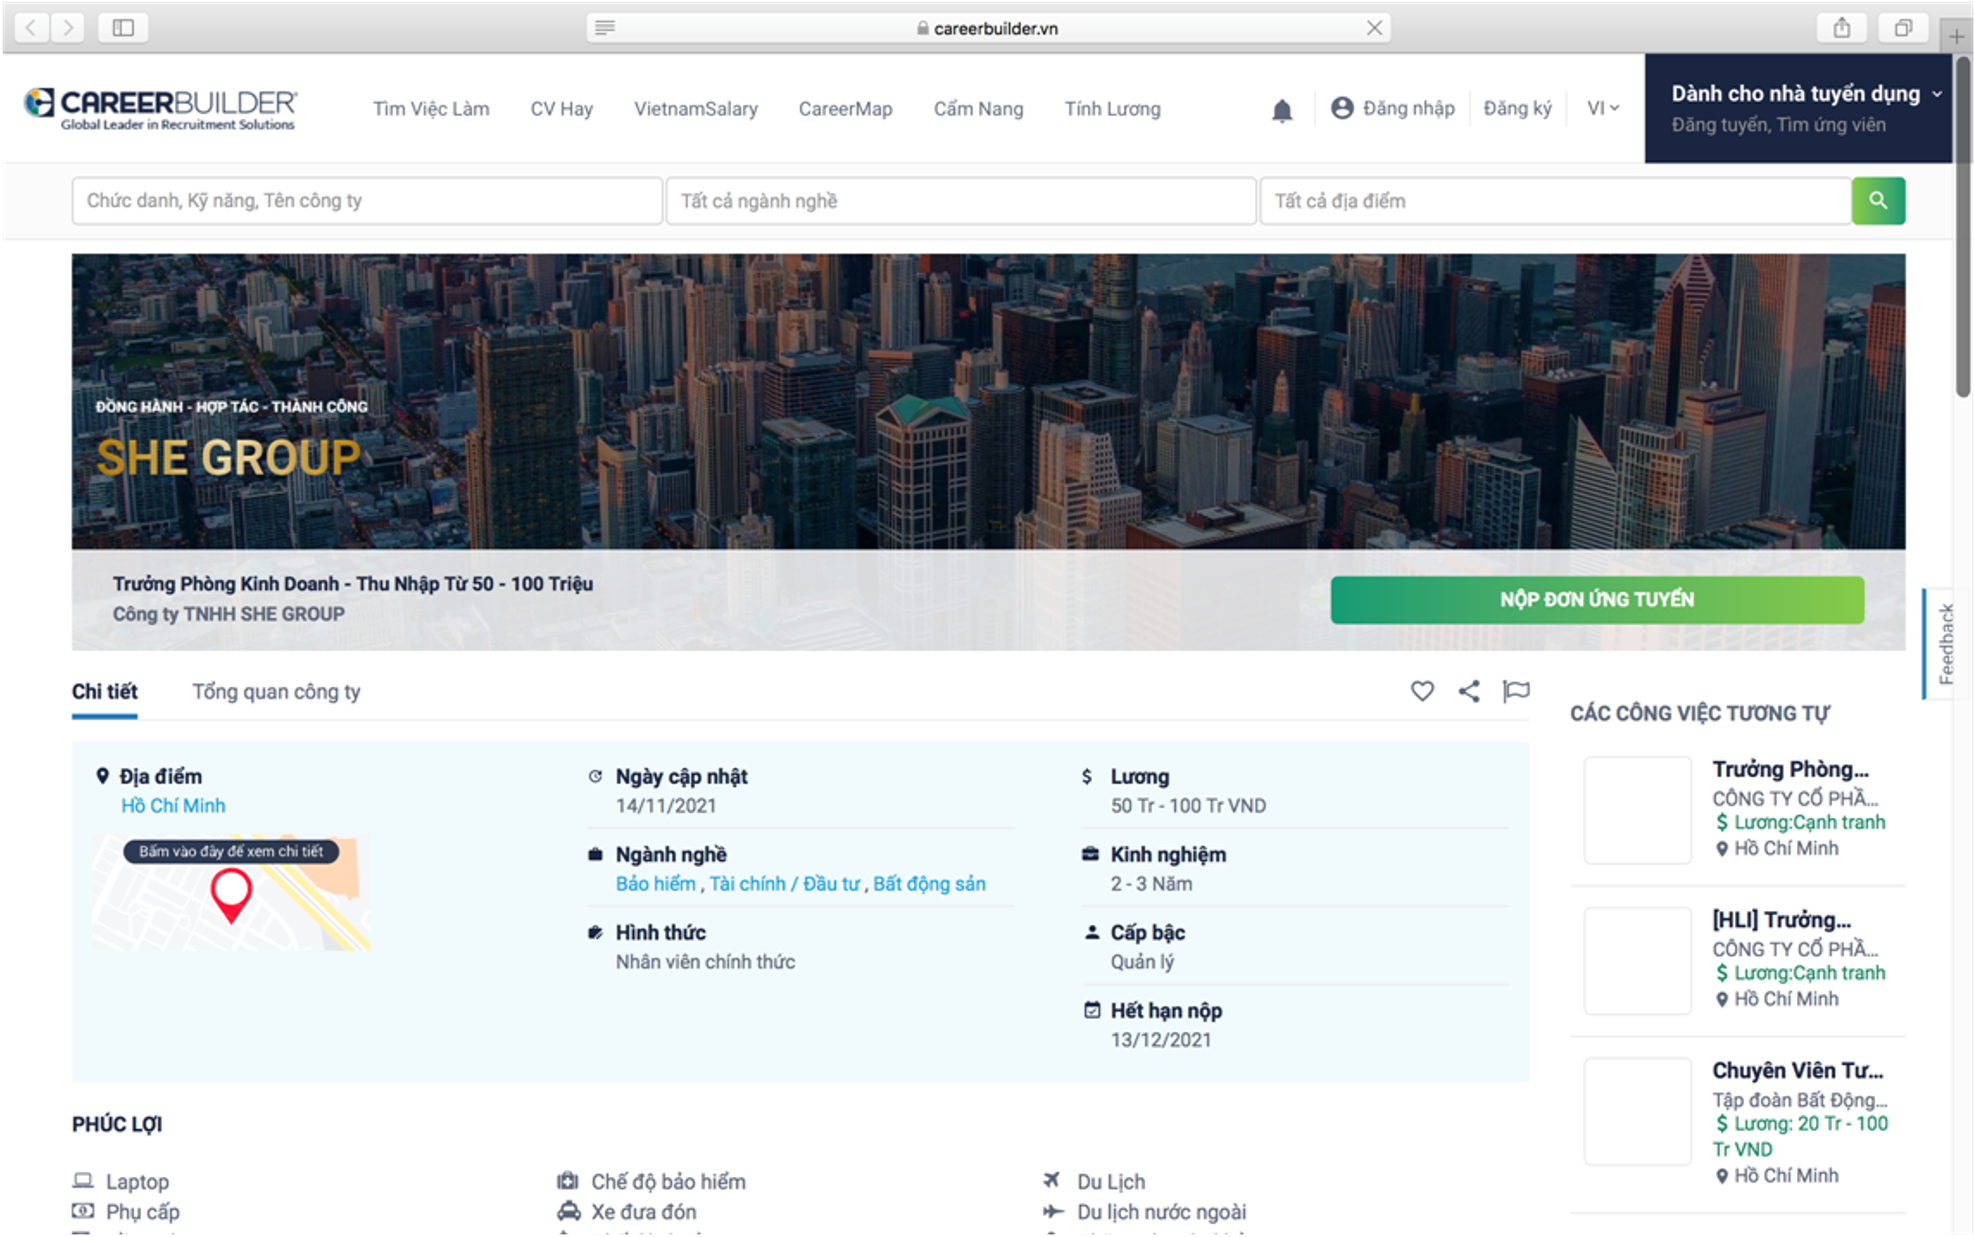 careerbuilder.vn
CAREERBUILDER
Global Leader in Recruitment Solutions
Tìm Việc Làm
CV Hay
VietnamSalary
CareerMap
Cẩm Nang
Tính Lương
Đăng nhập
Đăng ký
VI
Dành cho nhà tuyển dụng
Đăng tuyển, Tìm ứng viên
Chức danh, Kỹ năng, Tên công ty
Tất cả ngành nghề
Tất cả địa điểm
ĐỒNG HÀNH - HỢP TÁC - THÀNH CÔNG
SHE GROUP
Trưởng Phòng Kinh Doanh - Thu Nhập Từ 50 - 100 Triệu
Công ty TNHH SHE GROUP
NỘP ĐƠN ỨNG TUYỂN
Feedback
Chi tiết
Tổng quan công ty
Địa điểm
Hồ Chí Minh
Bấm vào đây để xem chi tiết
Ngày cập nhật
14/11/2021
Ngành nghề
Bảo hiểm , Tài chính / Đầu tư , Bất động sản
Hình thức
Nhân viên chính thức
Lương
50 Tr - 100 Tr VND
Kinh nghiệm
2 - 3 Năm
Cấp bậc
Quản lý
Hết hạn nộp
13/12/2021
CÁC CÔNG VIỆC TƯƠNG TỰ
Trưởng Phòng...
CÔNG TY CỔ PHẦ...
$ Lương:Cạnh tranh
Hồ Chí Minh
[HLI] Trưởng...
CÔNG TY CỔ PHẦ...
$ Lương:Cạnh tranh
Hồ Chí Minh
Chuyên Viên Tư...
Tập đoàn Bất Động...
$ Lương: 20 Tr - 100
Tr VND
Hồ Chí Minh
PHÚC LỢI
Laptop
Chế độ bảo hiểm
Du Lịch
Phụ cấp
Xe đưa đón
Du lịch nước ngoài